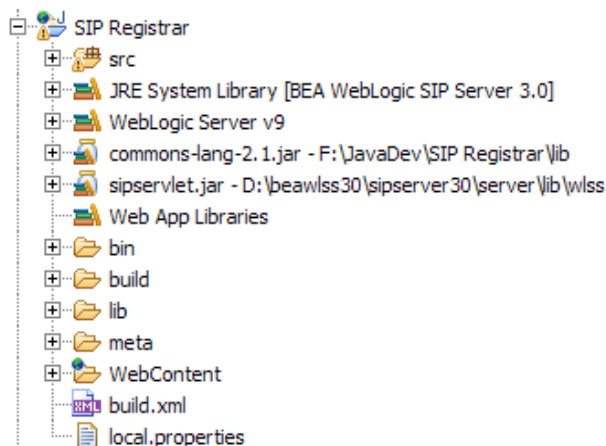 SIP Registrar
src
JRE System Library [BEA WebLogic SIP Server 3.0]
WebLogic Server v9
commons-lang-2.1.jar - F:\JavaDev\SIP Registrar\lib
sipservlet.jar - D:\beawlss30\sipserver30\server\lib\wlss
Web App Libraries
bin
build
lib
meta
WebContent
build.xml
local.properties